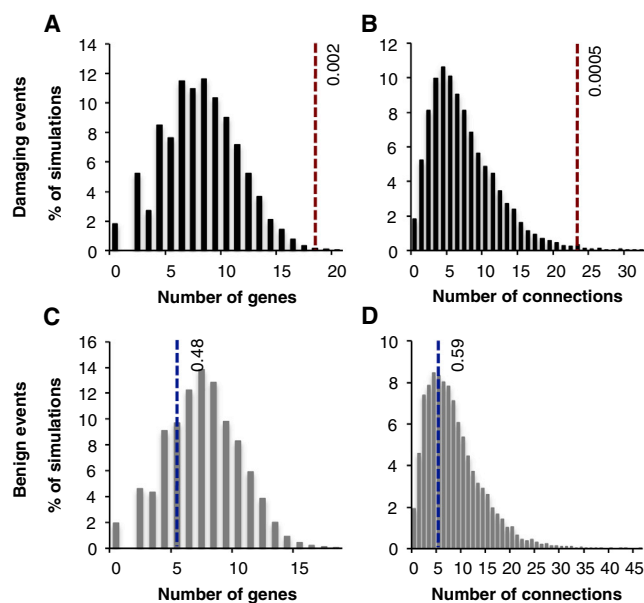 A
B
Damaging events
% of simulations
14
12
10
8
6
4
2
0
0.002
0 5 10 15 20
Number of genes
12
10
8
6
4
2
0
0.0005
0 5 10 15 20 25 30
Number of connections
C
D
Benign events
% of simulations
16
14
12
10
8
6
4
2
0
0.48
0 5 10 15
Number of genes
10
8
6
4
2
0
0.59
0 5 10 15 20 25 30 35 40 45
Number of connections